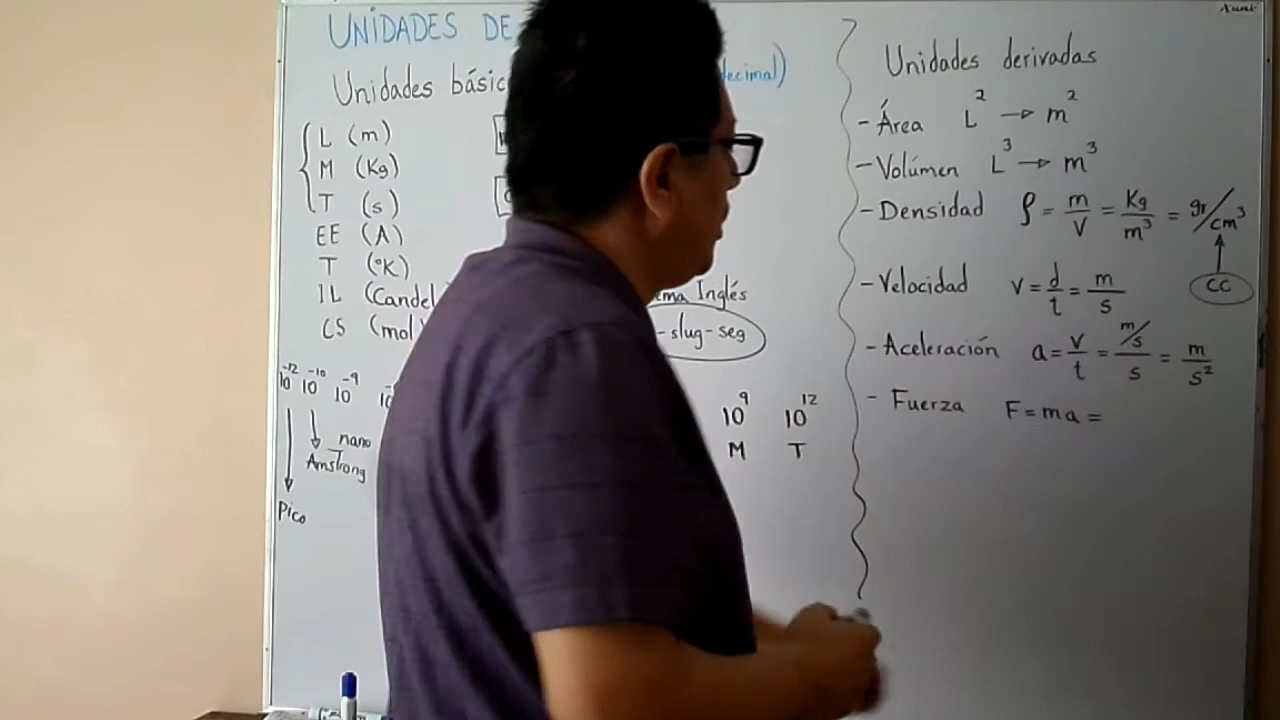 UNIDADES DE
Unidades básic
decimal)
L (m)
M (Kg)
T (s)
EE (A)
T (°K)
IL (Candel
CS (mol
ema Inglés
-slug-seg
10⁻¹² 10⁻¹⁰ 10⁻⁹
nano
Amstrong
Pico
10⁹ 10¹²
M T
Unidades derivadas
- Área L² → m²
- Volúmen L³ → m³
- Densidad ρ = m/V = Kg/m³ = gr/cm³
CC
- Velocidad v = d/t = m/s
- Aceleración a = v/t = m/s/s = m/s²
- Fuerza F = ma =